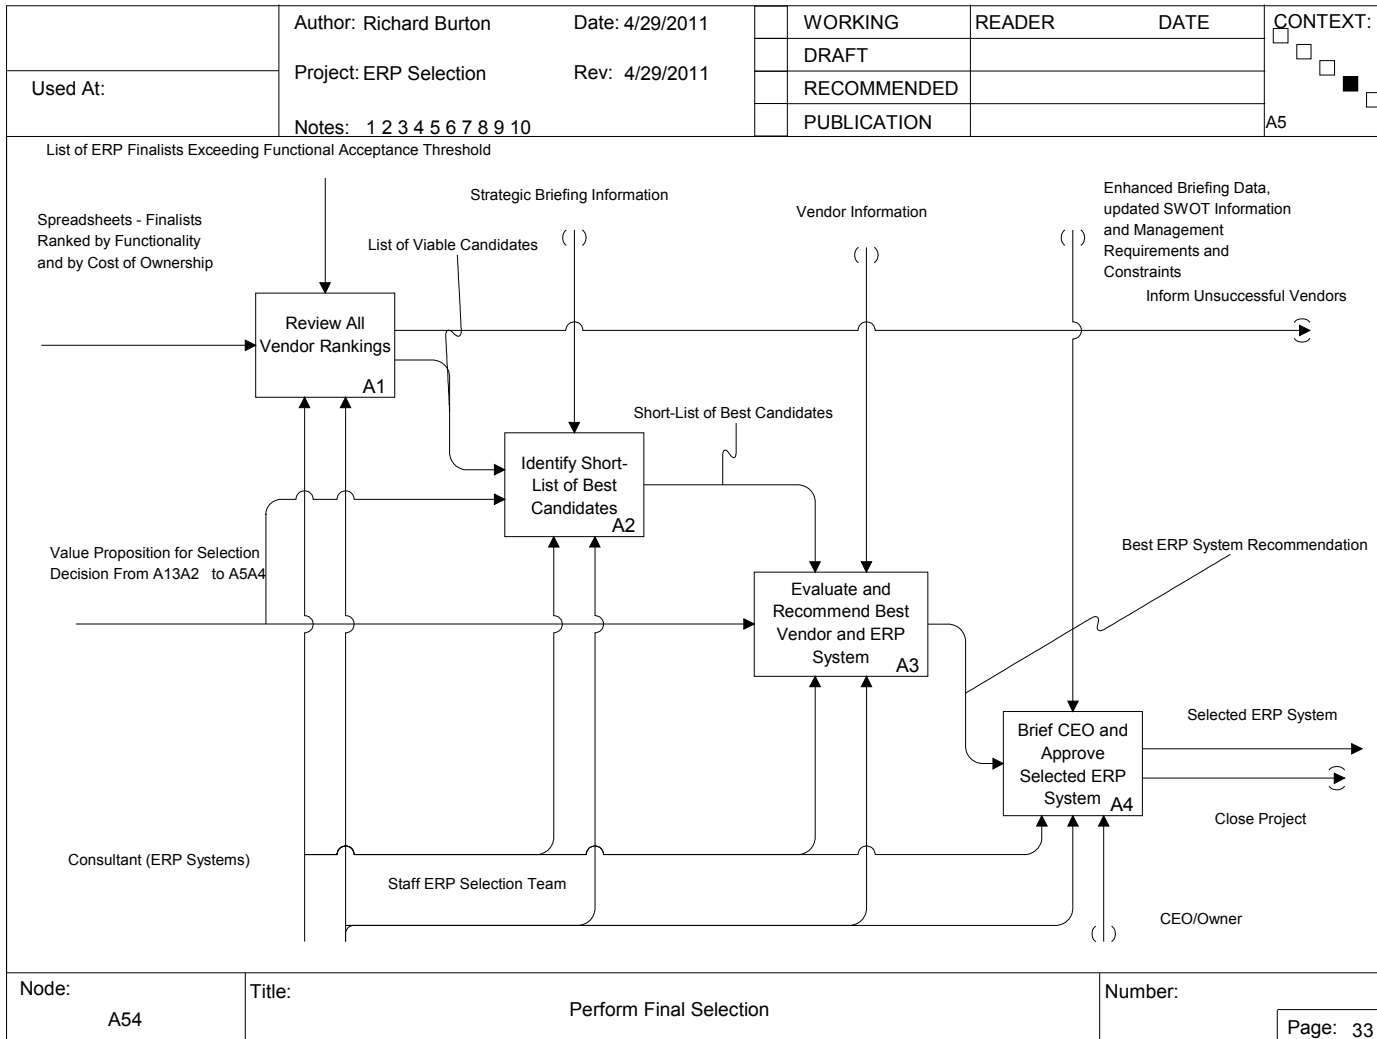 Author: Richard Burton
Date: 4/29/2011
WORKING
READER
DATE
CONTEXT:
DRAFT
Used At:
Project: ERP Selection
Rev: 4/29/2011
RECOMMENDED
Notes: 1 2 3 4 5 6 7 8 9 10
PUBLICATION
A5
List of ERP Finalists Exceeding Functional Acceptance Threshold
Spreadsheets - Finalists
Ranked by Functionality
and by Cost of Ownership
Strategic Briefing Information
List of Viable Candidates
Vendor Information
Enhanced Briefing Data,
updated SWOT Information
and Management
Requirements and
Constraints
Inform Unsuccessful Vendors
Review All
Vendor Rankings
A1
Short-List of Best Candidates
Identify Short-
List of Best
Candidates
A2
Value Proposition for Selection
Decision From A13A2 to A5A4
Best ERP System Recommendation
Evaluate and
Recommend Best
Vendor and ERP
System
A3
Brief CEO and
Approve
Selected ERP
System
A4
Selected ERP System
Close Project
Consultant (ERP Systems)
Staff ERP Selection Team
CEO/Owner
Node:
A54
Title:
Perform Final Selection
Number:
Page: 33